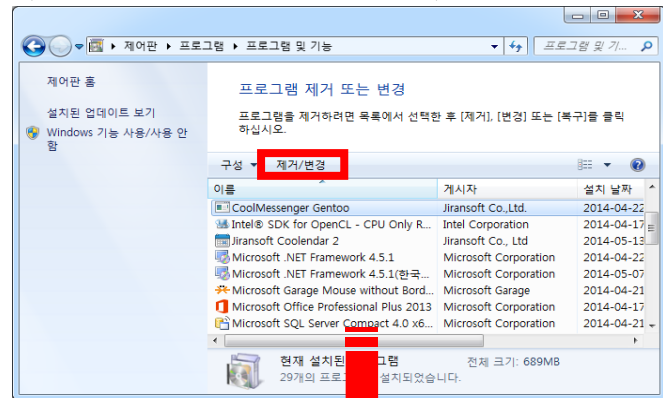 제어판 ▸ 프로그램 ▸ 프로그램 및 기능
프로그램 및 기...
제어판 홈
설치된 업데이트 보기
Windows 기능 사용/사용 안
함
프로그램 제거 또는 변경
프로그램을 제거하려면 목록에서 선택한 후 [제거], [변경] 또는 [복구]를 클릭
하십시오.
구성 제거/변경
이름 게시자 설치 날짜
CoolMessenger Gentoo Jiransoft Co.,Ltd. 2014-04-22
Intel® SDK for OpenCL - CPU Only R... Intel Corporation 2014-04-17
Jiransoft Coolendar 2 Jiransoft Co., Ltd 2014-05-13
Microsoft .NET Framework 4.5.1 Microsoft Corporation 2014-04-22
Microsoft .NET Framework 4.5.1(한국... Microsoft Corporation 2014-05-07
Microsoft Garage Mouse without Bord... Microsoft Garage 2014-04-21
Microsoft Office Professional Plus 2013 Microsoft Corporation 2014-04-17
Microsoft SQL Server Compact 4.0 x6... Microsoft Corporation 2014-04-21
현재 설치된 전체 크기: 689MB
29개의 설치되었습니다.